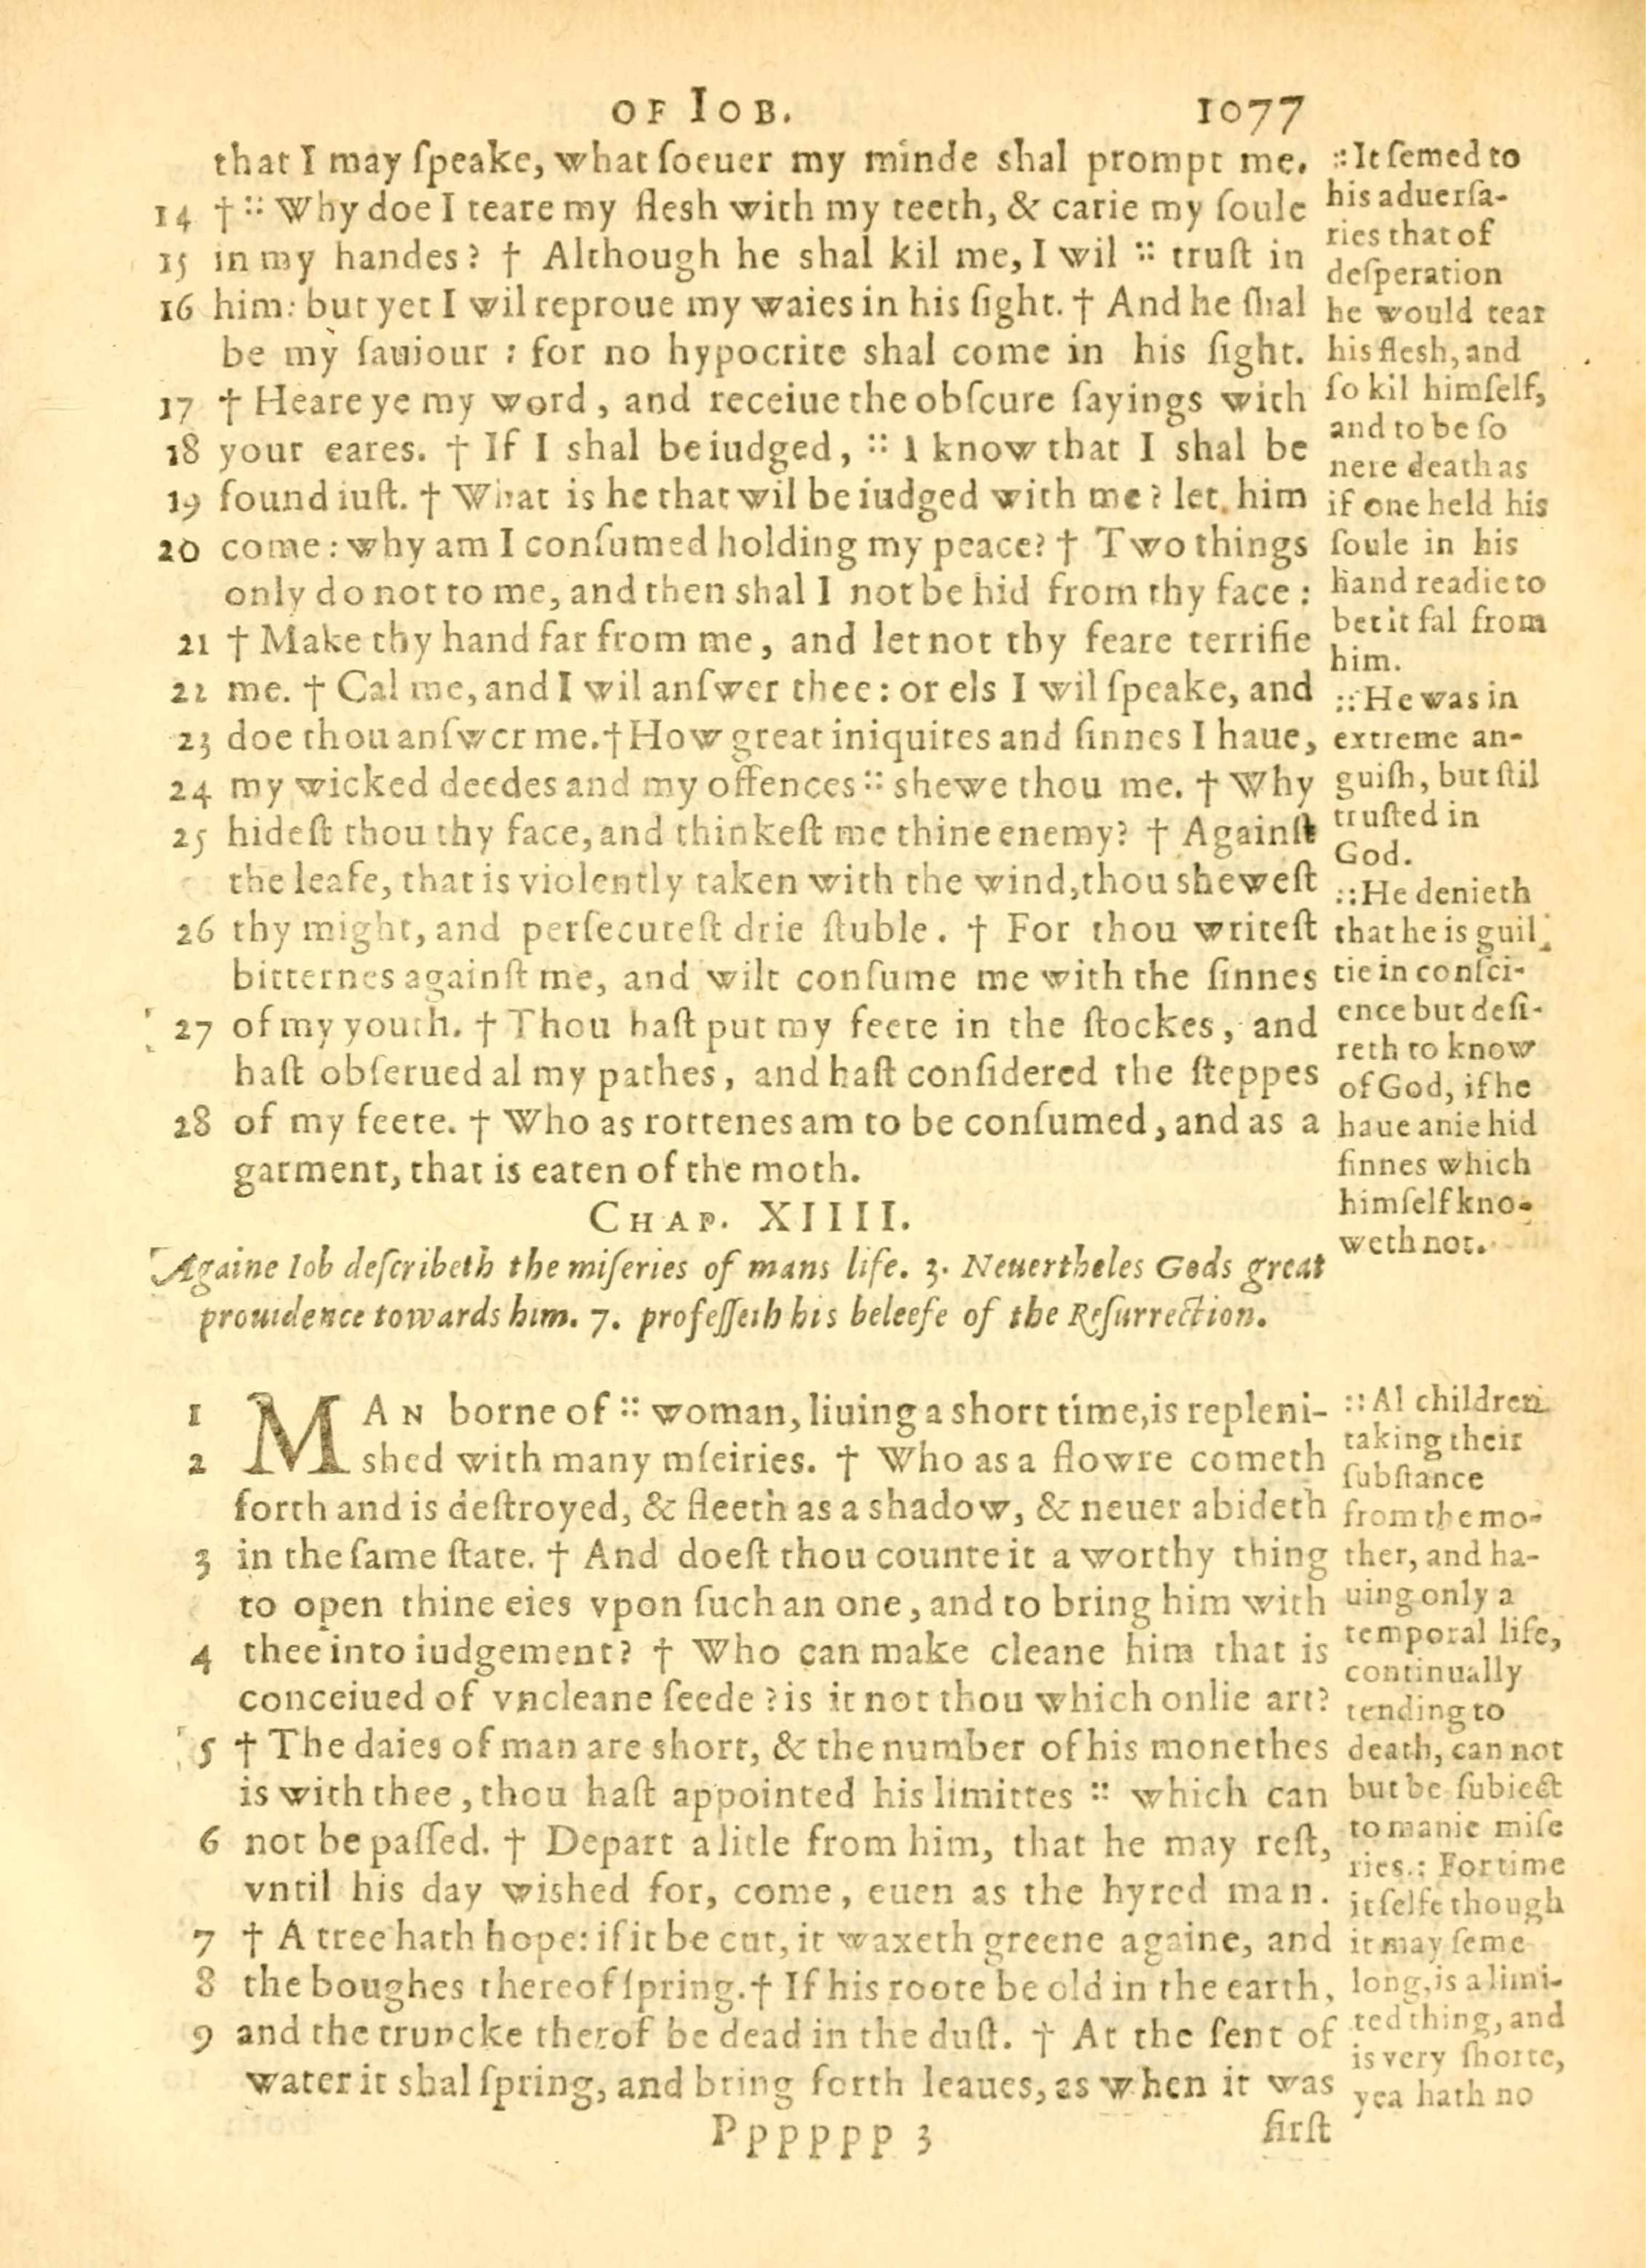 OF IOB.
1077
that I may ſpeake, what ſoeuer my minde shal prompt me.
14 † :: Why doe I teare my flesh with my teeth, & carie my ſoule
15 in my handes? † Although he shal kil me, I wil :: truſt in
16 him: but yet I wil reproue my waies in his ſight. † And he ſhal
be my ſauiour : for no hypocrite shal come in his ſight.
17 † Heare ye my word, and receiue the obſcure ſayings with
18 your eares. † If I shal be iudged, :: I know that I shal be
19 found iuſt. † What is he that wil be iudged with me? let him
20 come: why am I conſumed holding my peace? † Two things
only do not to me, and then shal I not be hid from thy face:
21 † Make thy hand far from me, and let not thy feare terrifie
22 me. † Cal me, and I wil anſwer thee: or els I wil ſpeake, and
23 doe thou anſwer me. † How great iniquites and ſinnes I haue,
24 my wicked deedes and my offences :: shewe thou me. † Why
25 hideſt thou thy face, and thinkeſt me thine enemy? † Againſt
the leafe, that is violently taken with the wind, thou sheweſt
26 thy might, and perſecuteſt drie ſtuble. † For thou writeſt
bitternes againſt me, and wilt conſume me with the ſinnes
27 of my youth. † Thou haſt put my feete in the ſtockes, and
haſt obſerued al my pathes, and haſt conſidered the ſteppes
28 of my feete. † Who as rottenes am to be conſumed, and as a
garment, that is eaten of the moth.
:: It ſemed to
his aduerſa-
ries that of
deſperation
he would tear
his flesh, and
ſo kil himſelf,
and to be ſo
nere death as
if one held his
ſoule in his
hand readie to
bet it fal from
him.
:: He was in
extreme an-
guiſh, but ſtil
truſted in
God.
:: He denieth
that he is guil
tie in conſci-
ence but deſi-
reth to know
of God, if he
haue anie hid
ſinnes which
himſelf kno-
weth not.
CHAP. XIIII.
Againe Iob deſcribeth the miſeries of mans life. 3. Neuertheles Gods great
prouidence towards him. 7. profeſſeth his beleefe of the Reſurrection.
1 MAN borne of :: woman, liuing a short time, is repleni-
2 shed with many mſeiries. † Who as a flowre cometh
forth and is deſtroyed, & fleeth as a shadow, & neuer abideth
3 in the ſame ſtate. † And doeſt thou counte it a worthy thing
to open thine eies vpon ſuch an one, and to bring him with
4 thee into iudgement? † Who can make cleane him that is
conceiued of vncleane ſeede? is it not thou which onlie art?
5 † The daies of man are short, & the number of his monethes
is with thee, thou haſt appointed his limittes :: which can
6 not be paſſed. † Depart a litle from him, that he may reſt,
vntil his day wished for, come, euen as the hyred man.
7 † A tree hath hope: if it be cut, it waxeth greene againe, and
8 the boughes thereof ſpring. † If his roote be old in the earth,
9 and the truncke therof be dead in the duſt. † At the ſent of
water it shal ſpring, and bring forth leaues, as when it was
:: Al children
taking their
ſubſtance
from the mo-
ther, and ha-
uing only a
temporal life,
continually
tending to
death, can not
but be ſubiect
to manie miſe
ries.: For time
it ſelfe though
it may ſeme
long, is a limi-
ted thing, and
is very ſhorte,
yea hath no
Pppppp 3
firſt